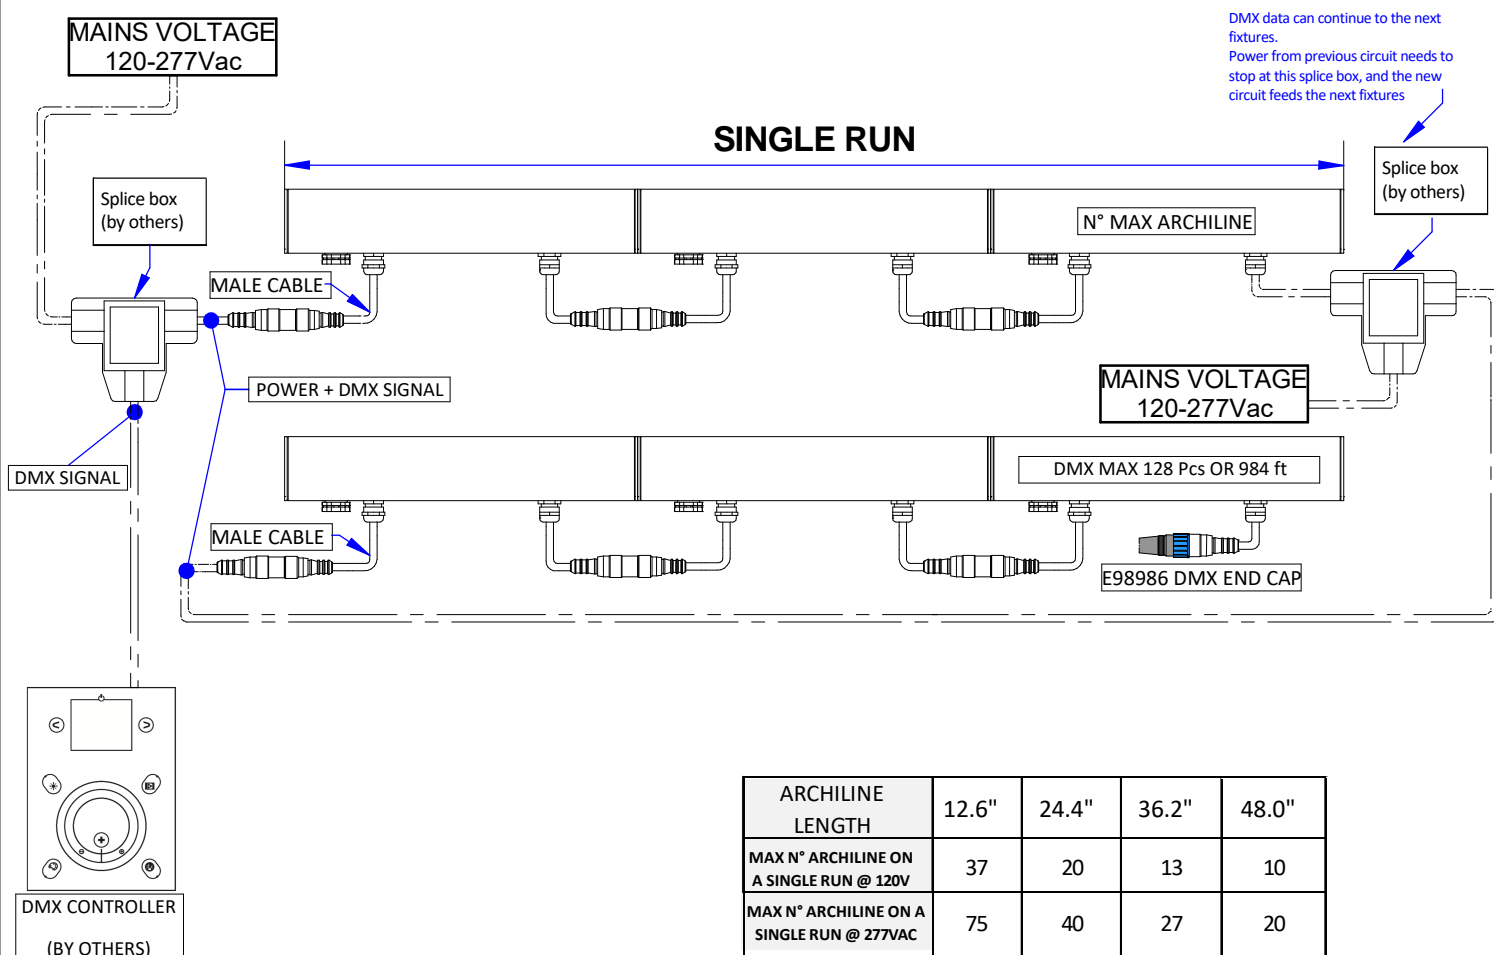 MAINS VOLTAGE
120-277Vac
DMX data can continue to the next
fixtures.
Power from previous circuit needs to
stop at this splice box, and the new
circuit feeds the next fixtures
SINGLE RUN
Splice box
(by others)
Splice box
(by others)
N° MAX ARCHILINE
MALE CABLE
POWER + DMX SIGNAL
MAINS VOLTAGE
120-277Vac
DMX SIGNAL
DMX MAX 128 Pcs OR 984 ft
MALE CABLE
E98986 DMX END CAP
DMX CONTROLLER
(BY OTHERS)
ARCHILINE
LENGTH
12.6" 24.4" 36.2" 48.0"
MAX N° ARCHILINE ON
A SINGLE RUN @ 120V
37 20 13 10
MAX N° ARCHILINE ON A
SINGLE RUN @ 277VAC
75 40 27 20